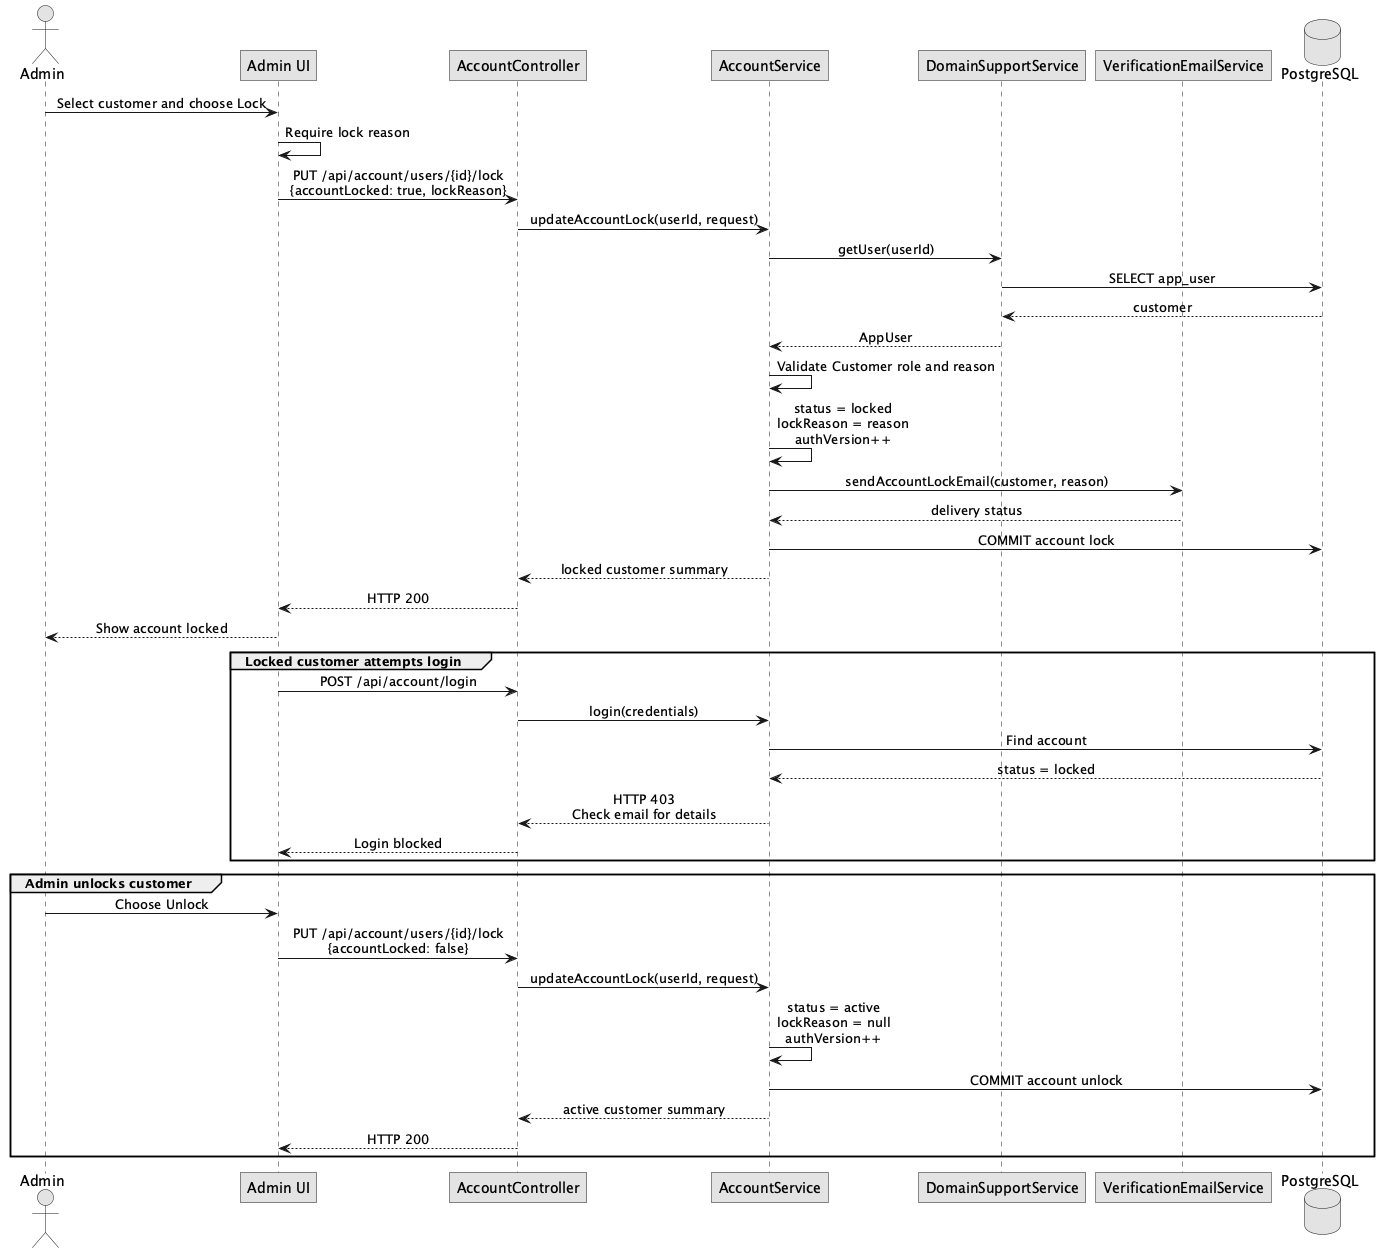 Admin
Admin UI
AccountController
AccountService
DomainSupportService
VerificationEmailService
PostgreSQL
Select customer and choose Lock
Require lock reason
PUT /api/account/users/{id}/lock
{accountLocked: true, lockReason}
updateAccountLock(userId, request)
getUser(userId)
SELECT app_user
customer
AppUser
Validate Customer role and reason
status = locked
lockReason = reason
authVersion++
sendAccountLockEmail(customer, reason)
delivery status
COMMIT account lock
locked customer summary
HTTP 200
Show account locked
Locked customer attempts login
POST /api/account/login
login(credentials)
Find account
status = locked
HTTP 403
Check email for details
Login blocked
Admin unlocks customer
Choose Unlock
PUT /api/account/users/{id}/lock
{accountLocked: false}
updateAccountLock(userId, request)
status = active
lockReason = null
authVersion++
COMMIT account unlock
active customer summary
HTTP 200
Admin
Admin UI
AccountController
AccountService
DomainSupportService
VerificationEmailService
PostgreSQL